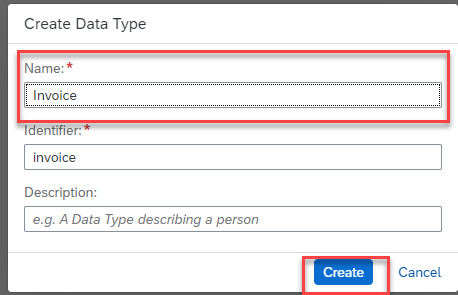 Create Data Type
Name:*
Invoice
Identifier:*
invoice
Description:
e.g. A Data Type describing a person
Create Cancel